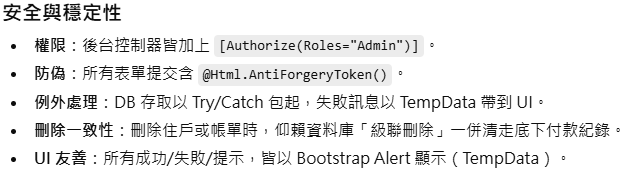 安全與穩定性
• 權限：後台控制器皆加上 [Authorize(Roles="Admin")]。
• 防偽：所有表單提交含 @Html.AntiForgeryToken()。
• 例外處理：DB 存取以 Try/Catch 包起，失敗訊息以 TempData 帶到 UI。
• 刪除一致性：刪除住戶或帳單時，仰賴資料庫「級聯刪除」一併清走底下付款紀錄。
• UI 友善：所有成功/失敗/提示，皆以 Bootstrap Alert 顯示（TempData）。